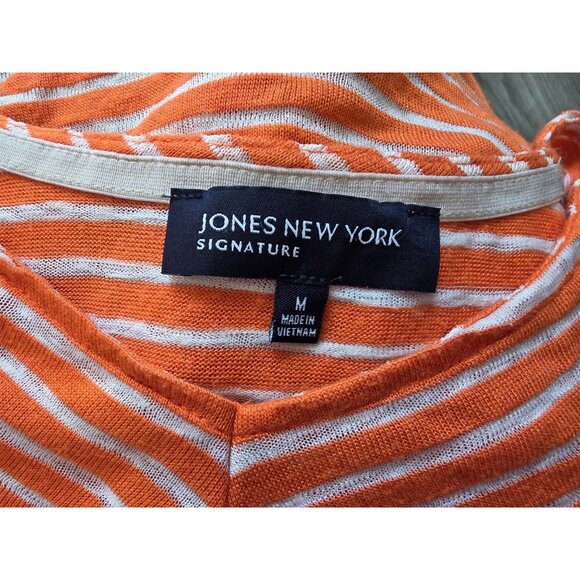 JONES NEW YORK
SIGNATURE
M
MADE IN
VIETNAM